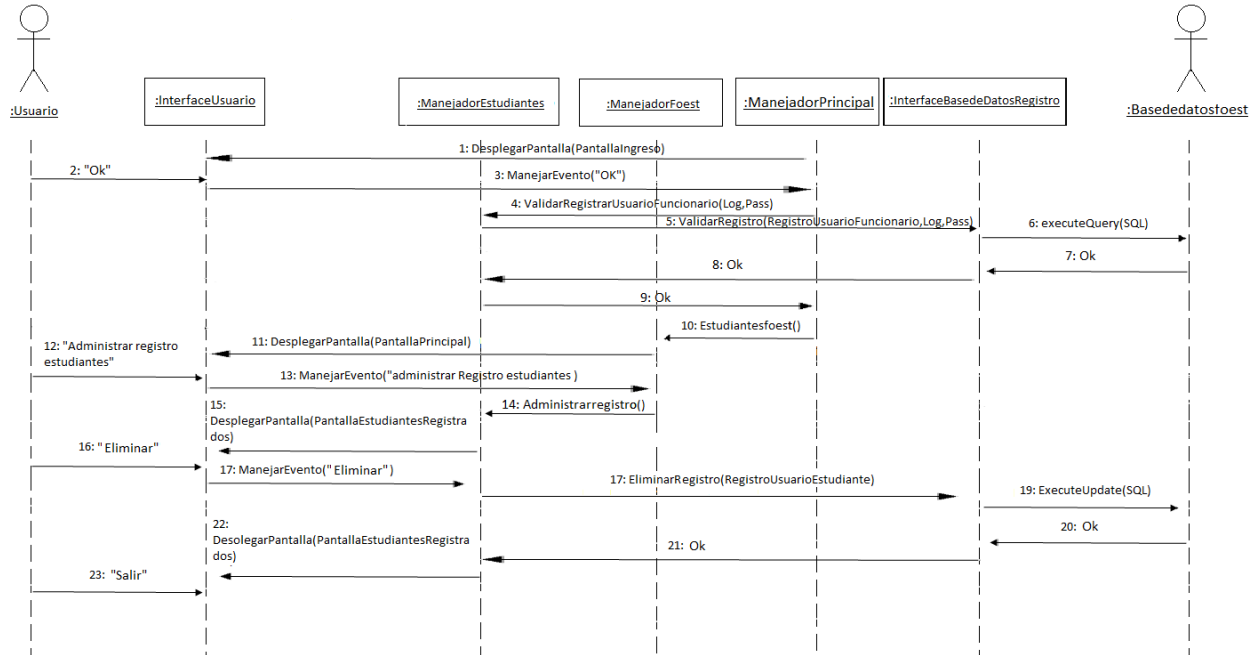 :Usuario
:InterfaceUsuario
:ManejadorEstudiantes
:ManejadorFoest
:ManejadorPrincipal
:InterfaceBasedeDatosRegistro
:Basededatosfoest
1: DesplegarPantalla(PantallaIngreso)
2: "Ok"
3: ManejarEvento("OK")
4: ValidarRegistrarUsuarioFuncionario(Log,Pass)
5: ValidarRegistro(RegistroUsuarioFuncionario,Log,Pass)
6: executeQuery(SQL)
7: Ok
8: Ok
9: Ok
10: Estudiantesfoest()
11: DesplegarPantalla(PantallaPrincipal)
12: "Administrar registro
estudiantes"
13: ManejarEvento("administrar Registro estudiantes )
14: Administrarregistro()
15:
DesplegarPantalla(PantallaEstudiantesRegistra
dos)
16: "Eliminar"
17: ManejarEvento("Eliminar")
17: EliminarRegistro(RegistroUsuarioEstudiante)
19: ExecuteUpdate(SQL)
20: Ok
21: Ok
22:
DesolegarPantalla(PantallaEstudiantesRegistra
dos)
23: "Salir"